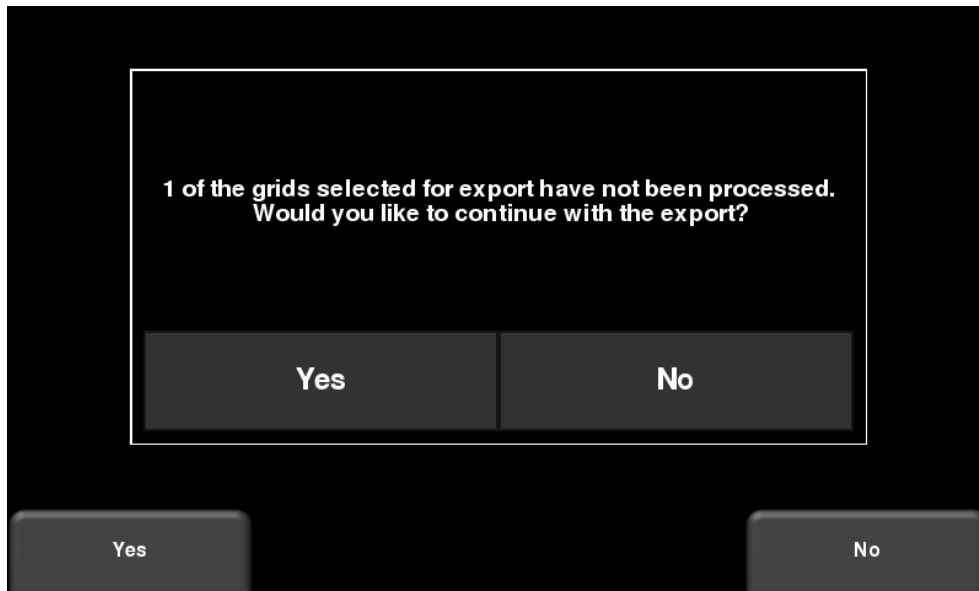 1 of the grids selected for export have not been processed.
Would you like to continue with the export?
Yes
No
Yes
No